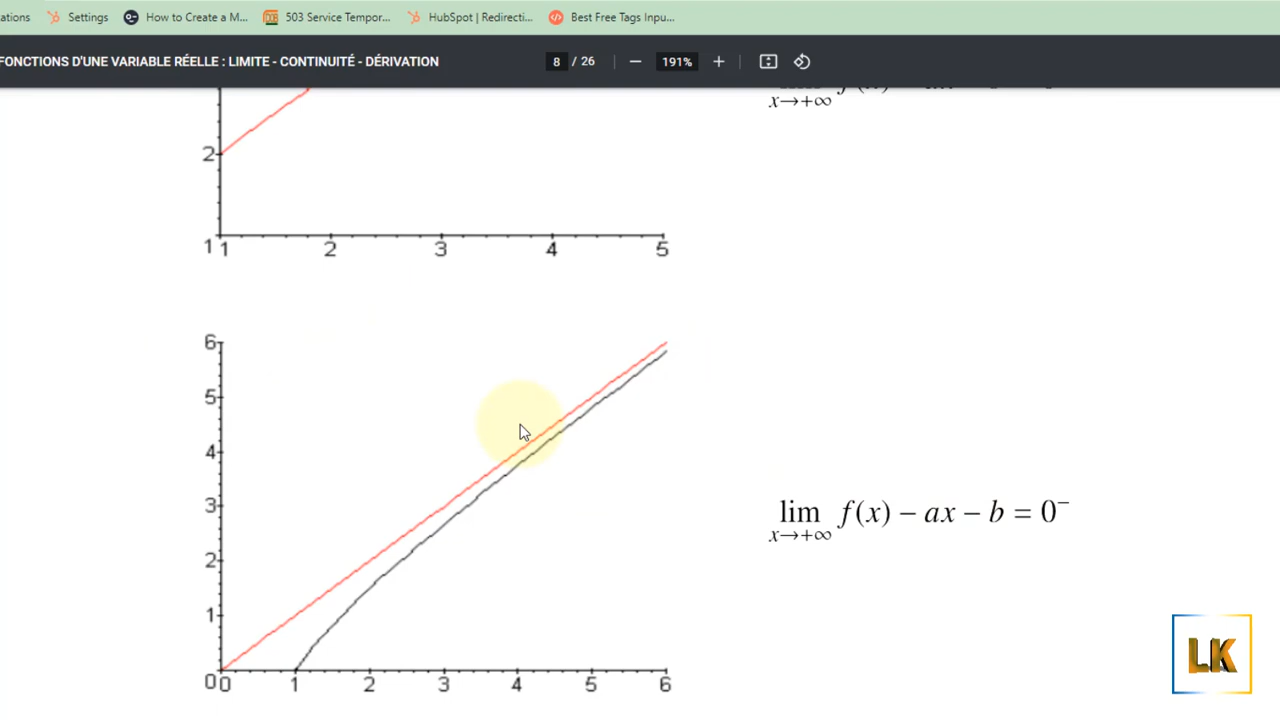 ations Settings How to Create a M... 503 Service Tempor... HubSpot | Redirecti... Best Free Tags Inpu...
FONCTIONS D'UNE VARIABLE RÉELLE : LIMITE - CONTINUITÉ - DÉRIVATION 8 / 26 — 191% +
x→+∞
2
1
1 2 3 4 5
6
5
4
3
2
1
0
0 1 2 3 4 5 6
lim f(x) − ax − b = 0⁻
x→+∞
LK